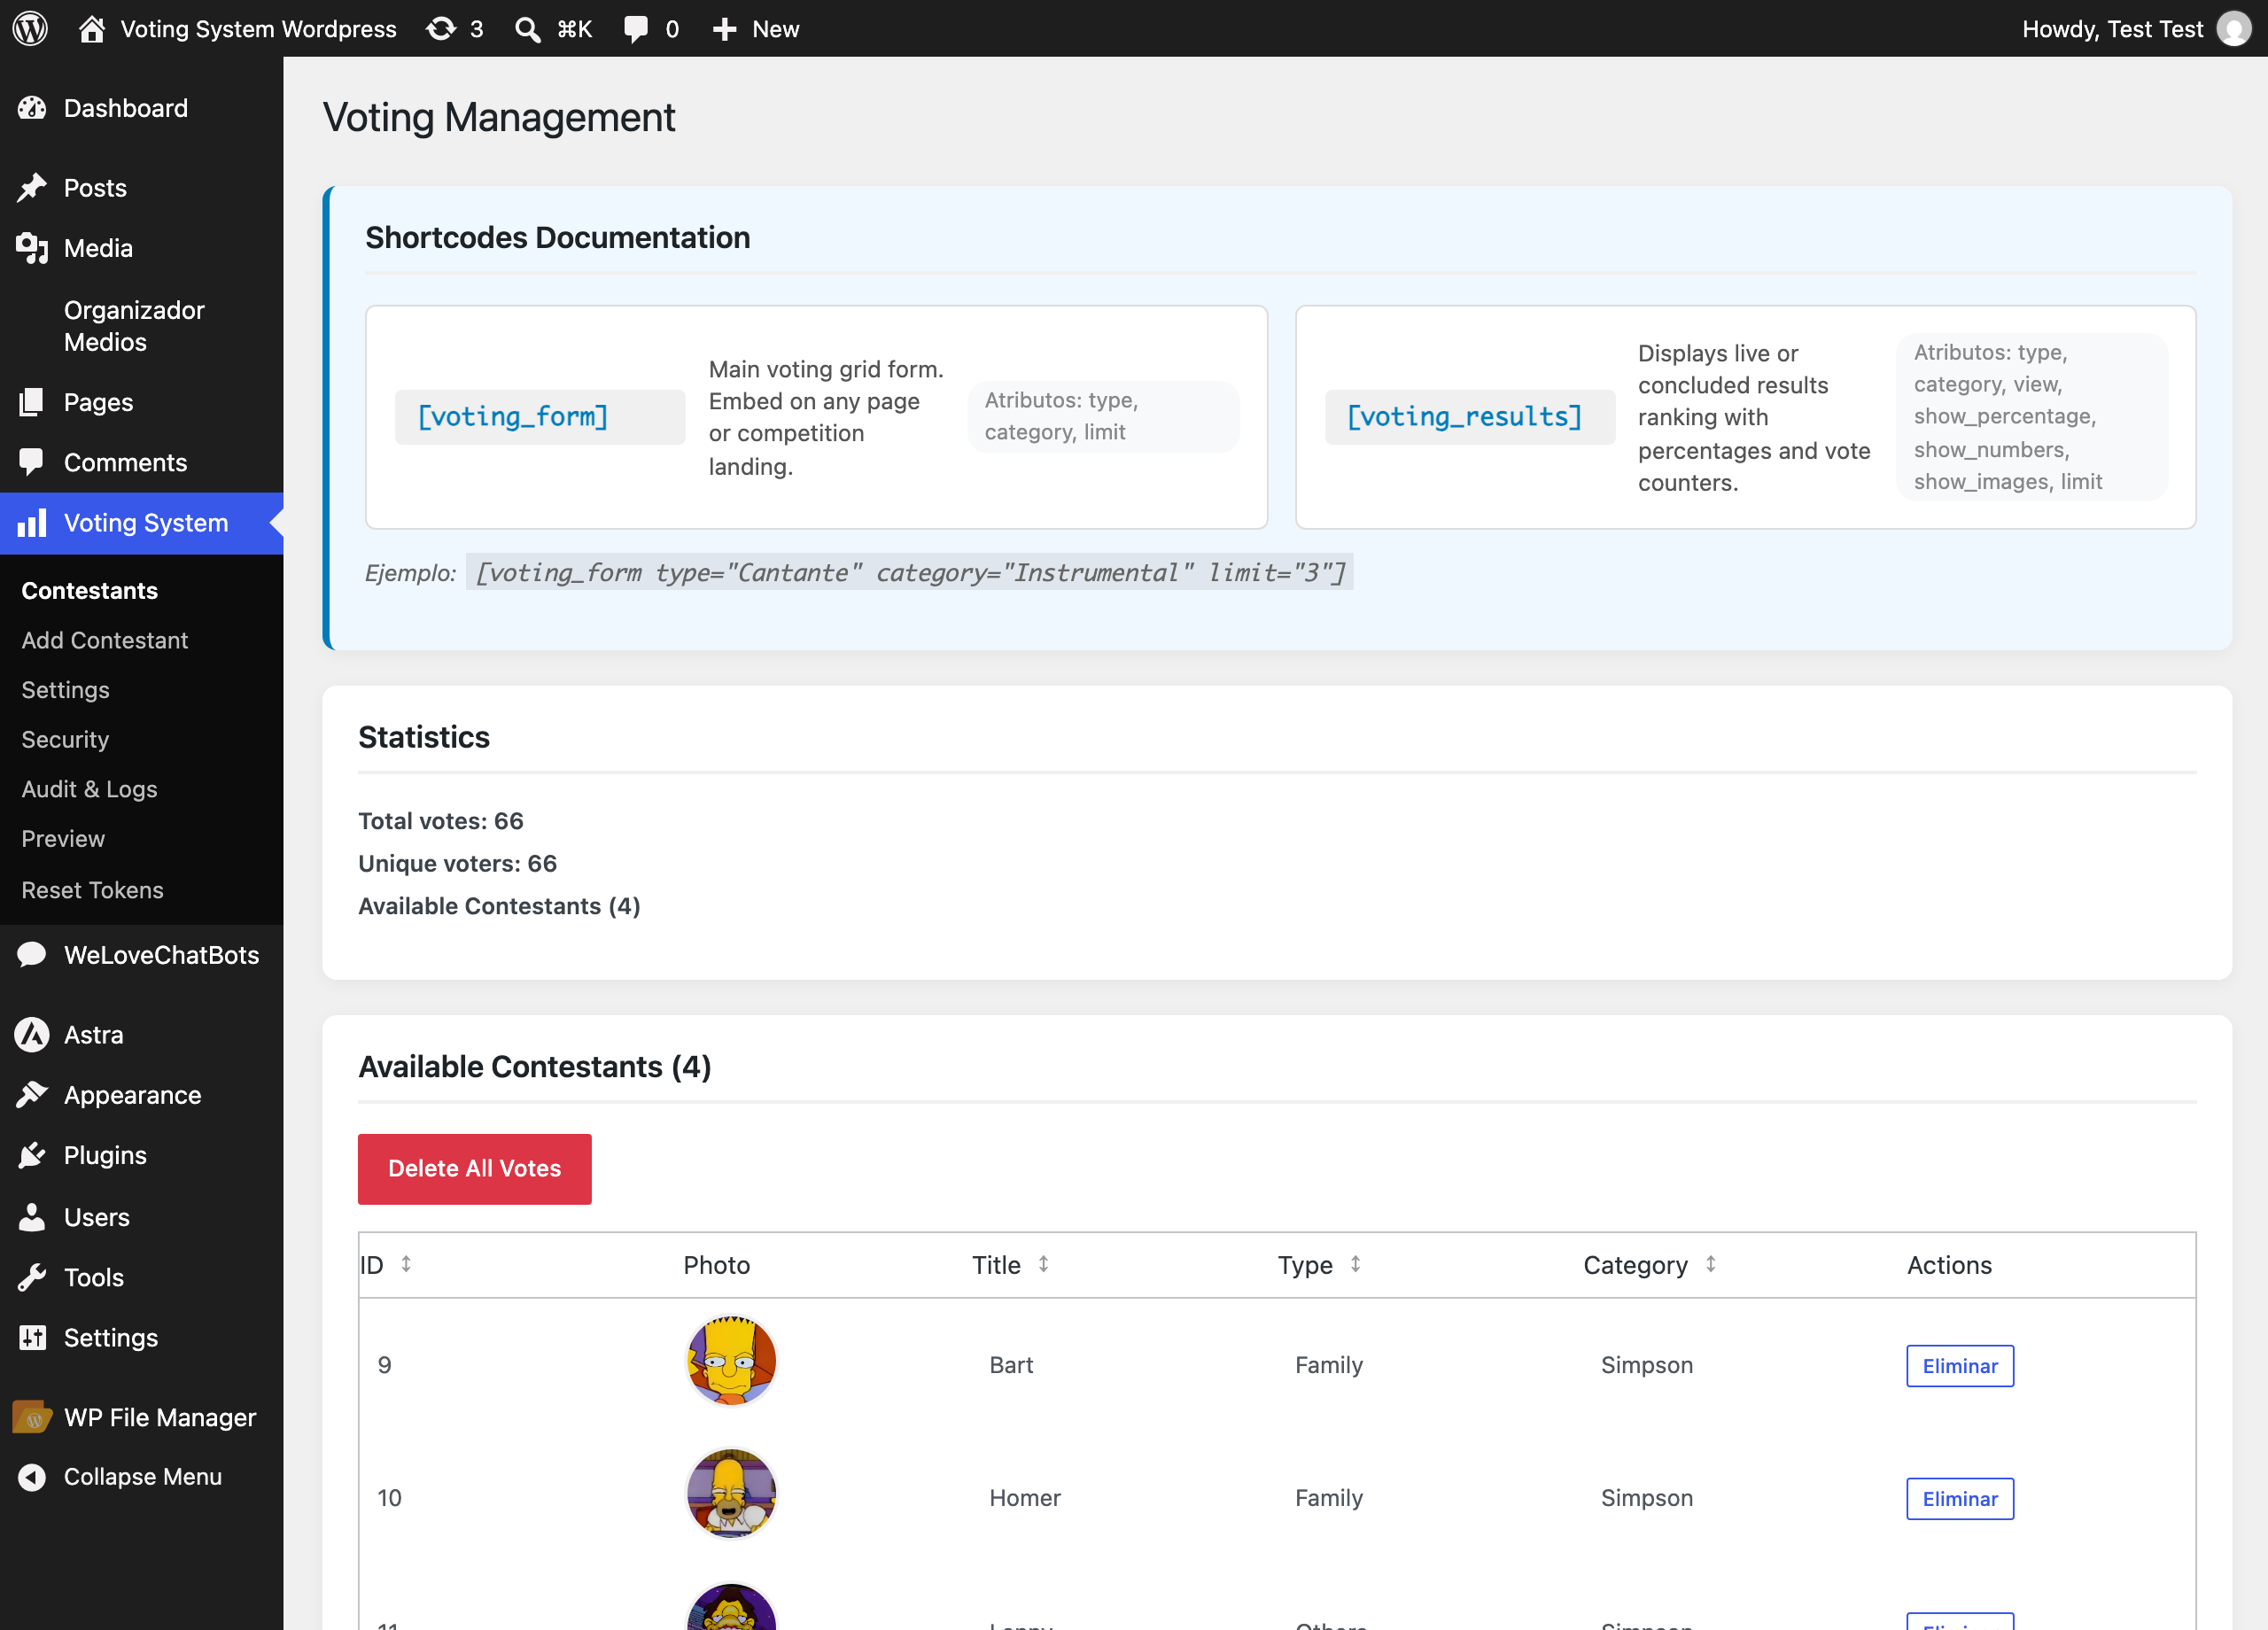 Voting System Wordpress 3 ⌘K 0 New Howdy, Test Test
Dashboard
Posts
Media
Organizador
Medios
Pages
Comments
Voting System
Contestants
Add Contestant
Settings
Security
Audit & Logs
Preview
Reset Tokens
WeLoveChatBots
Astra
Appearance
Plugins
Users
Tools
Settings
WP File Manager
Collapse Menu
Voting Management
Shortcodes Documentation
[voting_form]
Main voting grid form.
Embed on any page
or competition
landing.
Atributos: type,
category, limit
[voting_results]
Displays live or
concluded results
ranking with
percentages and vote
counters.
Atributos: type,
category, view,
show_percentage,
show_numbers,
show_images, limit
Ejemplo: [voting_form type="Cantante" category="Instrumental" limit="3"]
Statistics
Total votes: 66
Unique voters: 66
Available Contestants (4)
Available Contestants (4)
Delete All Votes
ID Photo Title Type Category Actions
9 Bart Family Simpson Eliminar
10 Homer Family Simpson Eliminar